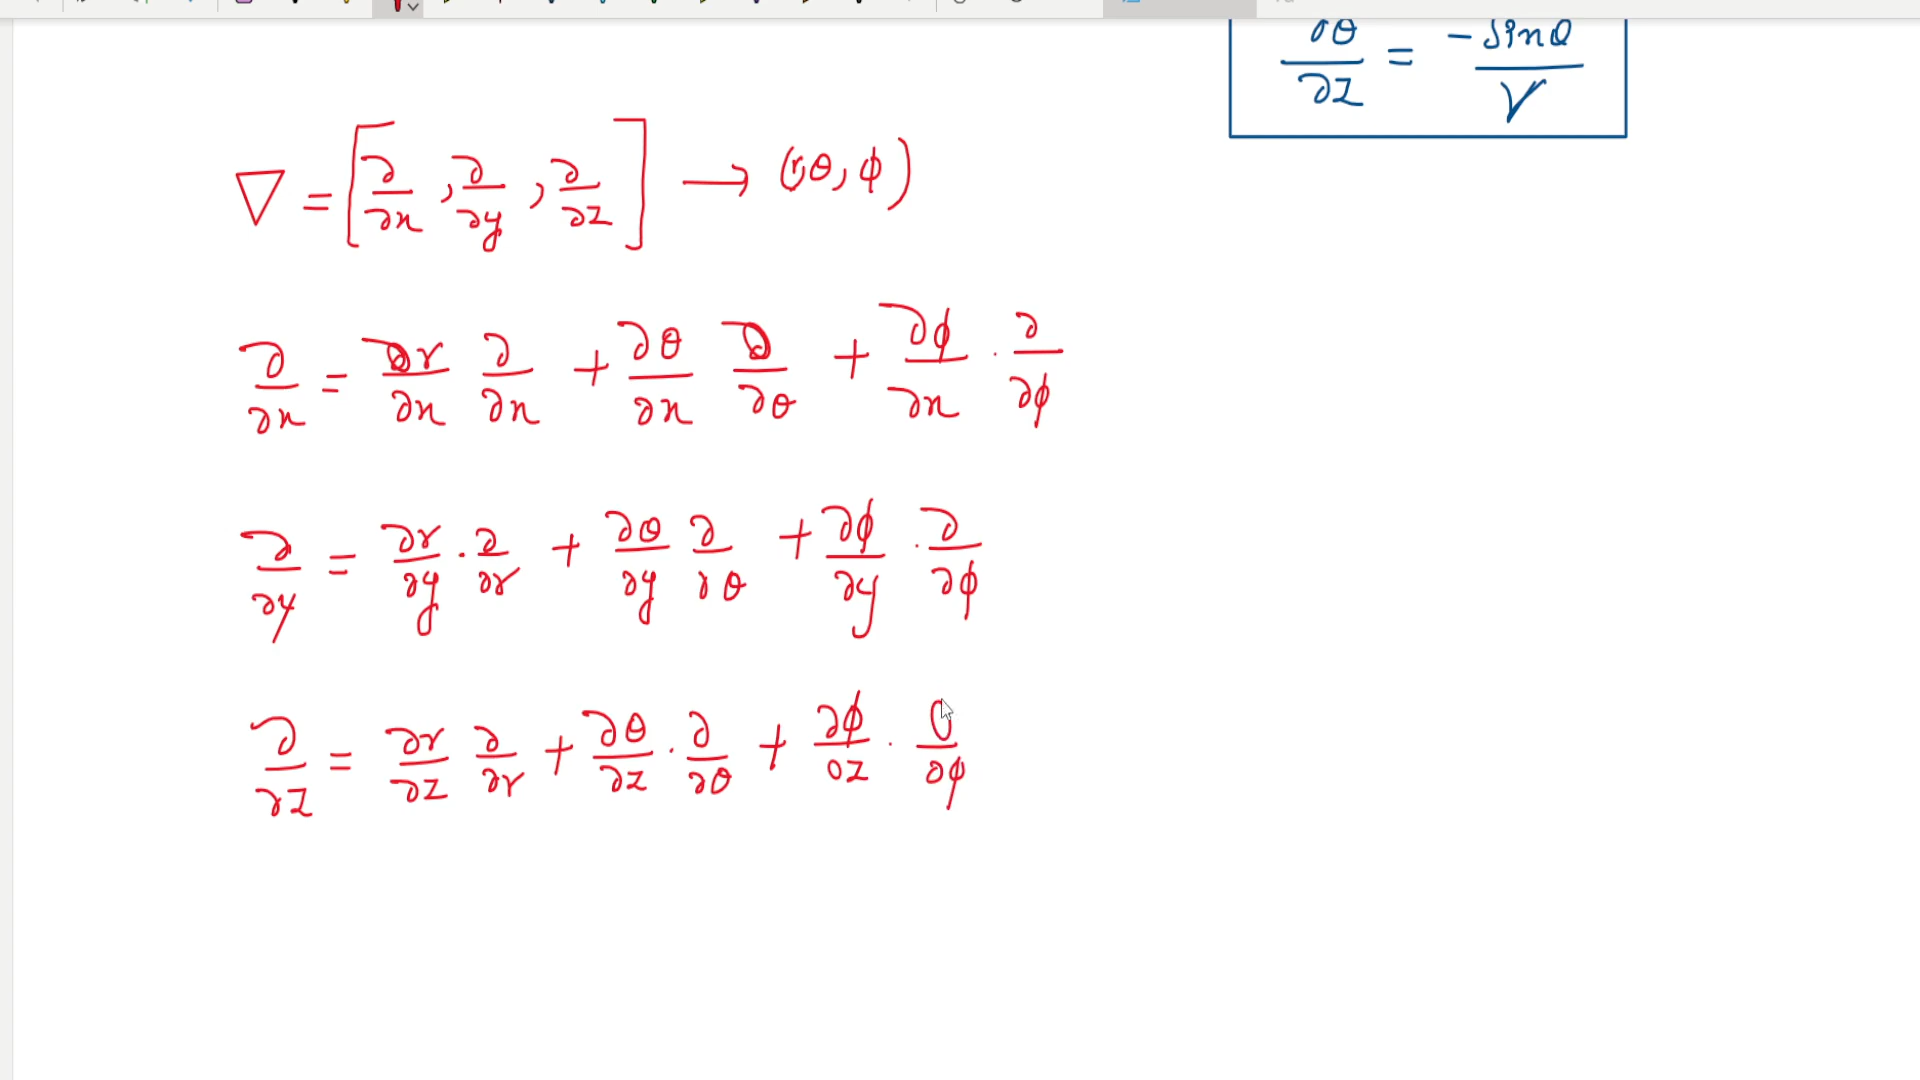 ∂θ/∂z = -sinθ/r
∇ = [∂/∂x, ∂/∂y, ∂/∂z] → (r,θ,φ)
∂/∂x = ∂r/∂x ∂/∂x + ∂θ/∂x ∂/∂θ + ∂φ/∂x · ∂/∂φ
∂/∂y = ∂r/∂y · ∂/∂r + ∂θ/∂y ∂/∂θ + ∂φ/∂y · ∂/∂φ
∂/∂z = ∂r/∂z ∂/∂r + ∂θ/∂z · ∂/∂θ + ∂φ/∂z · ∂/∂φ